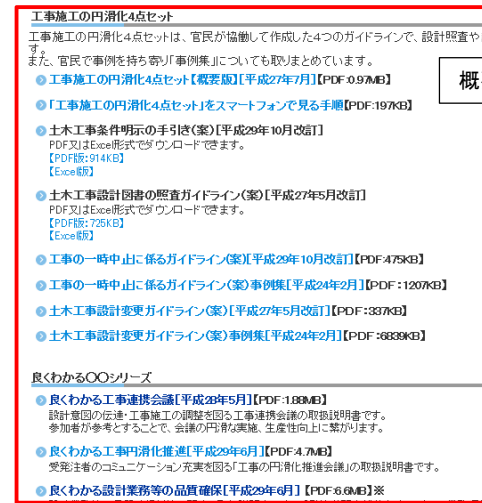 工事施工の円滑化4点セット
工事施工の円滑化4点セットは、官民が協働して作成した4つのガイドラインで、設計照査や
す。
また、官民で事例を持ち寄り「事例集」についても取りまとめています。
工事施工の円滑化4点セット【概要版】[平成27年7月]【PDF:0.97MB】
概
「工事施工の円滑化4点セット」をスマートフォンで見る手順【PDF:197KB】
土木工事条件明示の手引き(案)[平成29年10月改訂]
PDF又はExcel形式でダウンロードできます。
【PDF版:914KB】
【Excel版】
土木工事設計図書の照査ガイドライン(案)[平成27年5月改訂]
PDF又はExcel形式でダウンロードできます。
【PDF版:725KB】
【Excel版】
工事の一時中止に係るガイドライン(案)[平成29年10月改訂]【PDF:475KB】
工事の一時中止に係るガイドライン(案)事例集[平成24年2月]【PDF:1207KB】
土木工事設計変更ガイドライン(案)[平成27年5月改訂]【PDF:337KB】
土木工事設計変更ガイドライン(案)事例集[平成24年2月]【PDF:6839KB】
良くわかる〇〇シリーズ
良くわかる工事連携会議[平成28年5月]【PDF:1.88MB】
設計意図の伝達・工事施工の調整を図る工事連携会議の取扱説明書です。
参加者が参考とすることで、会議の円滑な実施、生産性向上に繋がります。
良くわかる工事円滑化推進[平成29年6月]【PDF:4.7MB】
受発注者のコミュニケーション充実を図る「工事の円滑化推進会議」の取扱説明書です。
良くわかる設計業務等の品質確保[平成29年6月]【PDF:6.6MB】※